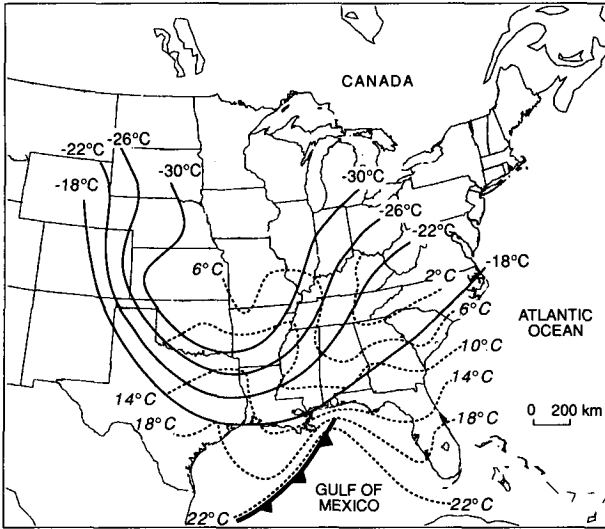 CANADA
-22°C
-26°C
-18°C
-30°C
-30°C
-26°C
-22°C
6°C
2°C
-18°C
6°C
ATLANTIC
OCEAN
10°C
14°C
14°C
18°C
-18°C
0 200 km
GULF OF
MEXICO
22°C
22°C